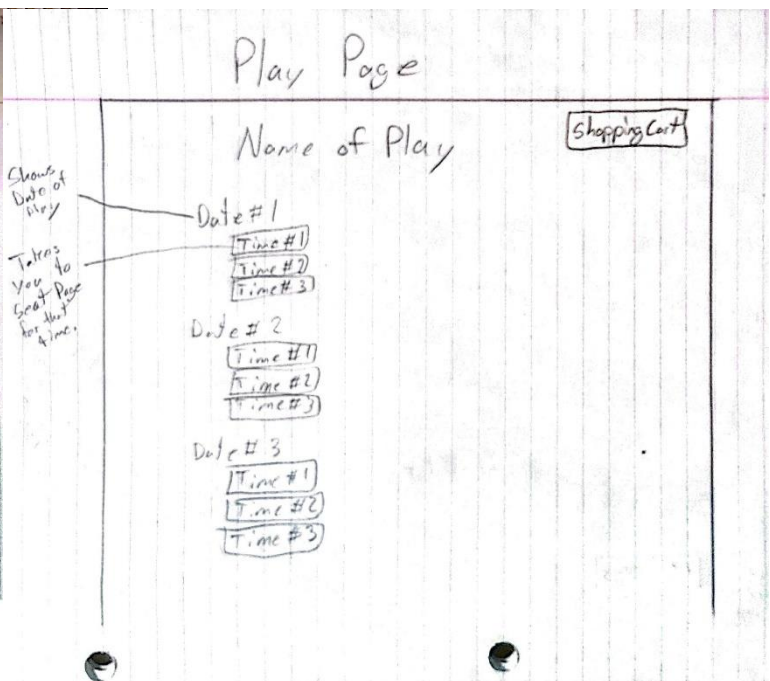 Play Page
Name of Play
Shopping Cart
Shows
Date of
Play
Date #1
Time #1
Time #2
Time #3
Takes
You to
Seat Page
for that
time.
Date # 2
Time #1
Time #2
Time #3
Date # 3
Time #1
Time #2
Time #3